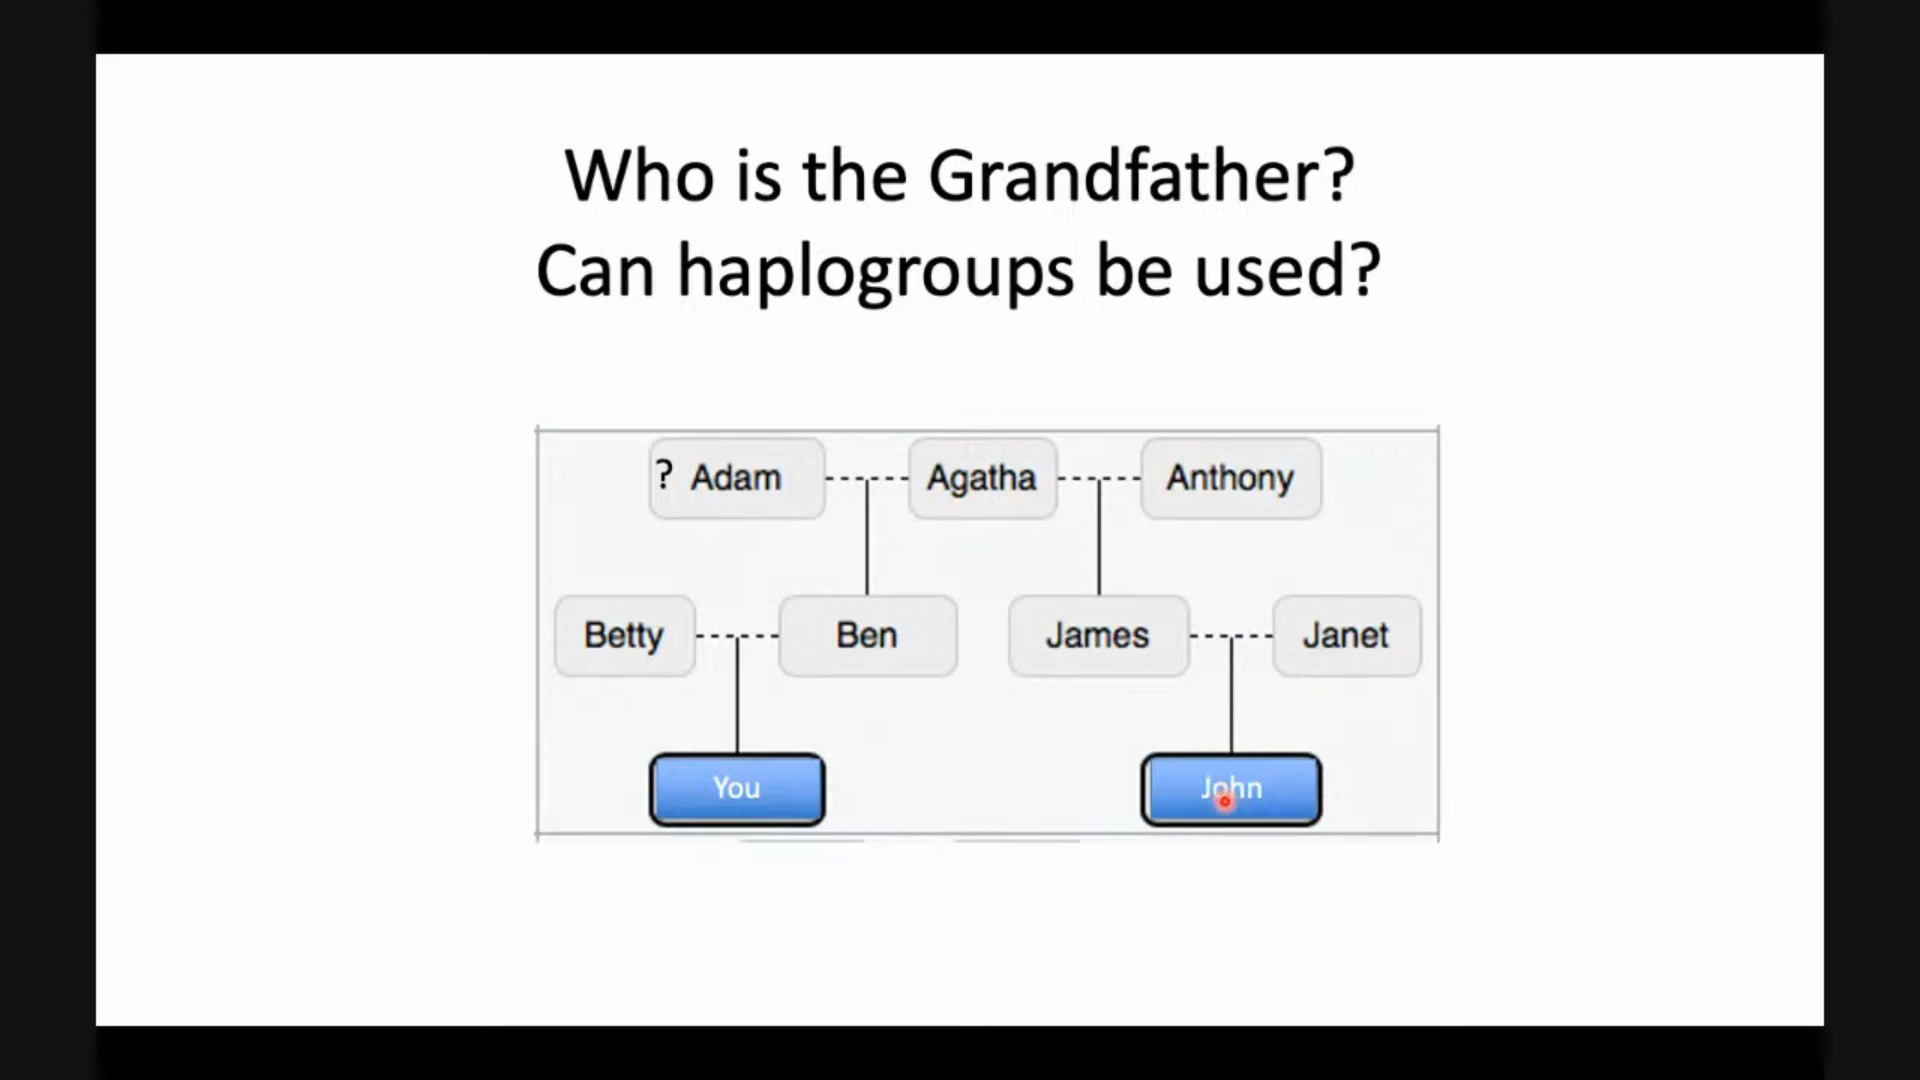 Who is the Grandfather?
Can haplogroups be used?
? Adam Agatha Anthony
Betty Ben James Janet
You John